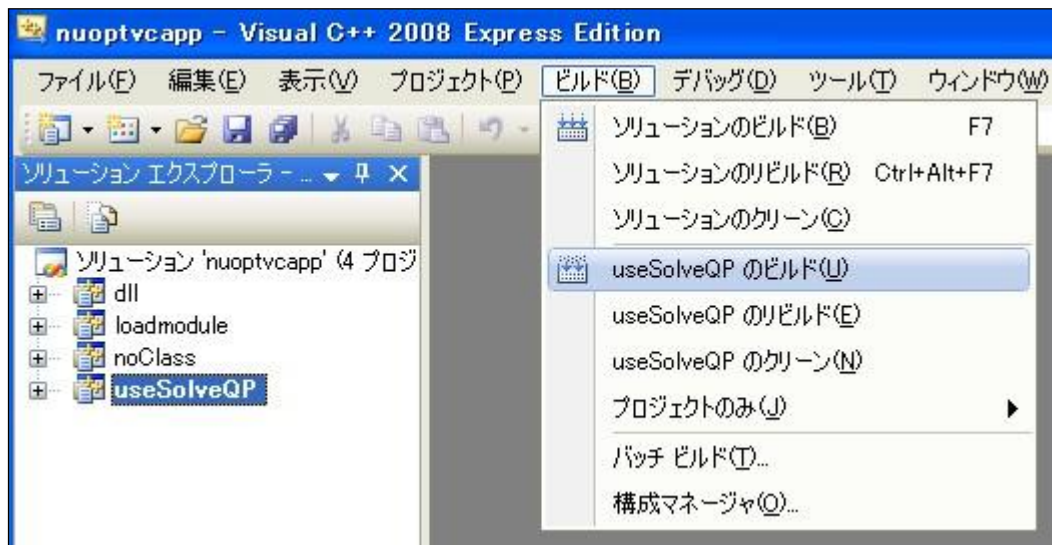 nuoptvcapp - Visual C++ 2008 Express Edition
ファイル(F) 編集(E) 表示(V) プロジェクト(P) ビルド(B) デバッグ(D) ツール(T) ウィンドウ(W)
ソリューション エクスプローラ - ...
ソリューション 'nuoptvcapp' (4 プロジ
dll
loadmodule
noClass
useSolveQP
ソリューションのビルド(B) F7
ソリューションのリビルド(R) Ctrl+Alt+F7
ソリューションのクリーン(C)
useSolveQP のビルド(U)
useSolveQP のリビルド(E)
useSolveQP のクリーン(N)
プロジェクトのみ(J)
バッチ ビルド(T)...
構成マネージャ(O)...